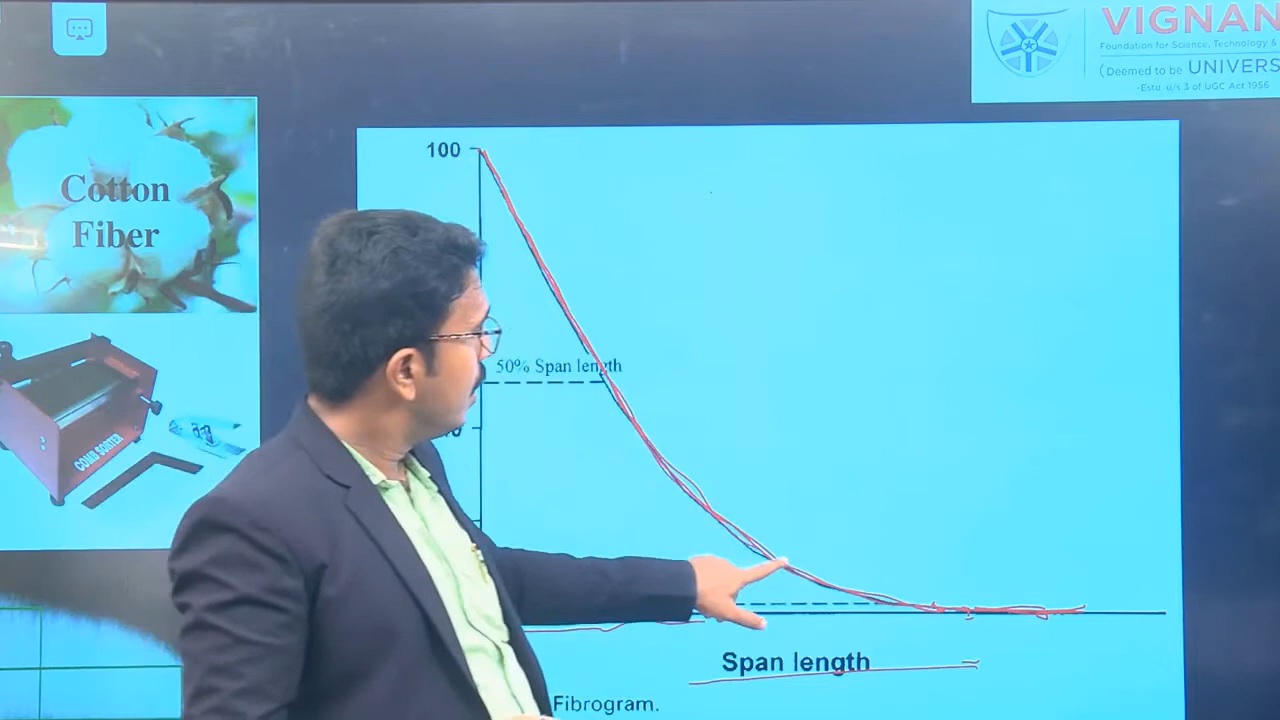 VIGNAN
Foundation for Science, Technology &
(Deemed to be UNIVERS
-Estd. u/s 3 of UGC Act 1956
Cotton
Fiber
COMB SORTER
100
50% Span length
Span length
Fibrogram.